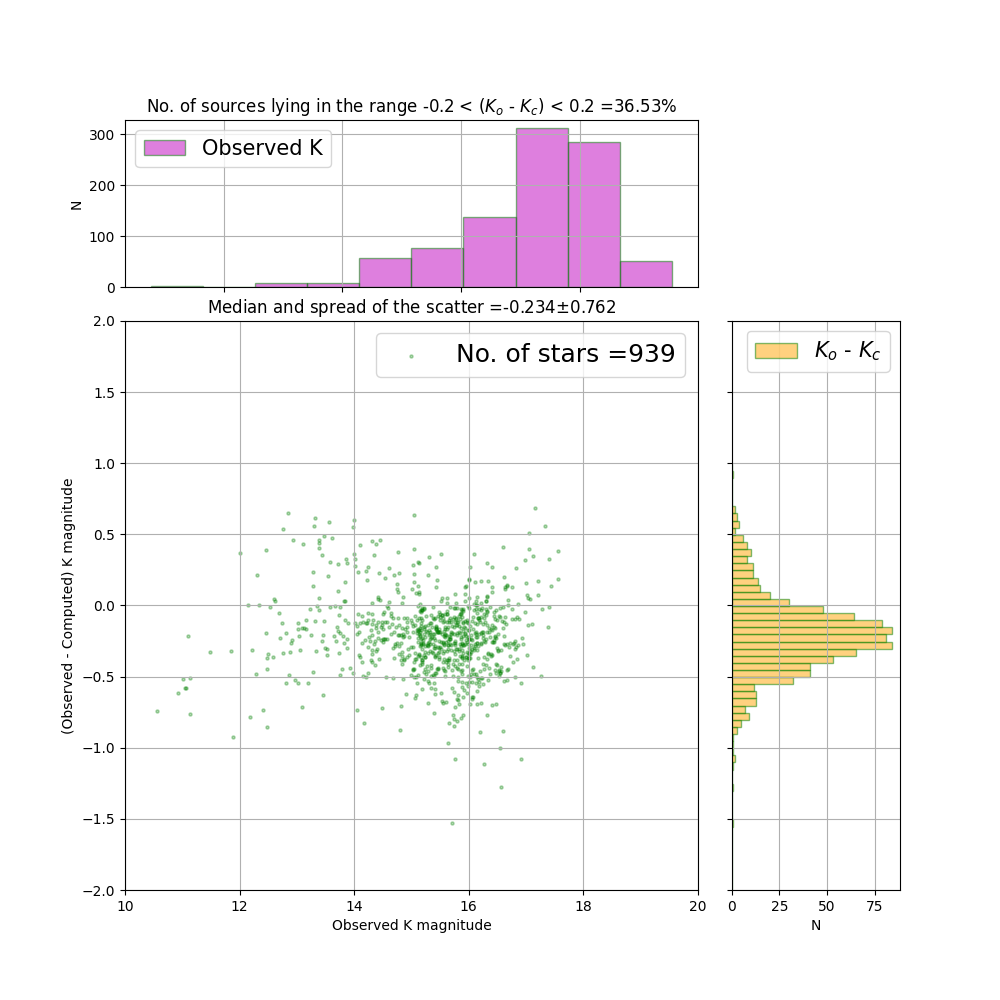 No. of sources lying in the range -0.2 < (K_o - K_c) < 0.2 =36.53%
300
200
100
0
N
Observed K
Median and spread of the scatter =-0.234±0.762
2.0
1.5
1.0
0.5
0.0
−0.5
−1.0
−1.5
−2.0
(Observed - Computed) K magnitude
No. of stars =939
10 12 14 16 18 20
Observed K magnitude
K_o - K_c
0 25 50 75
N